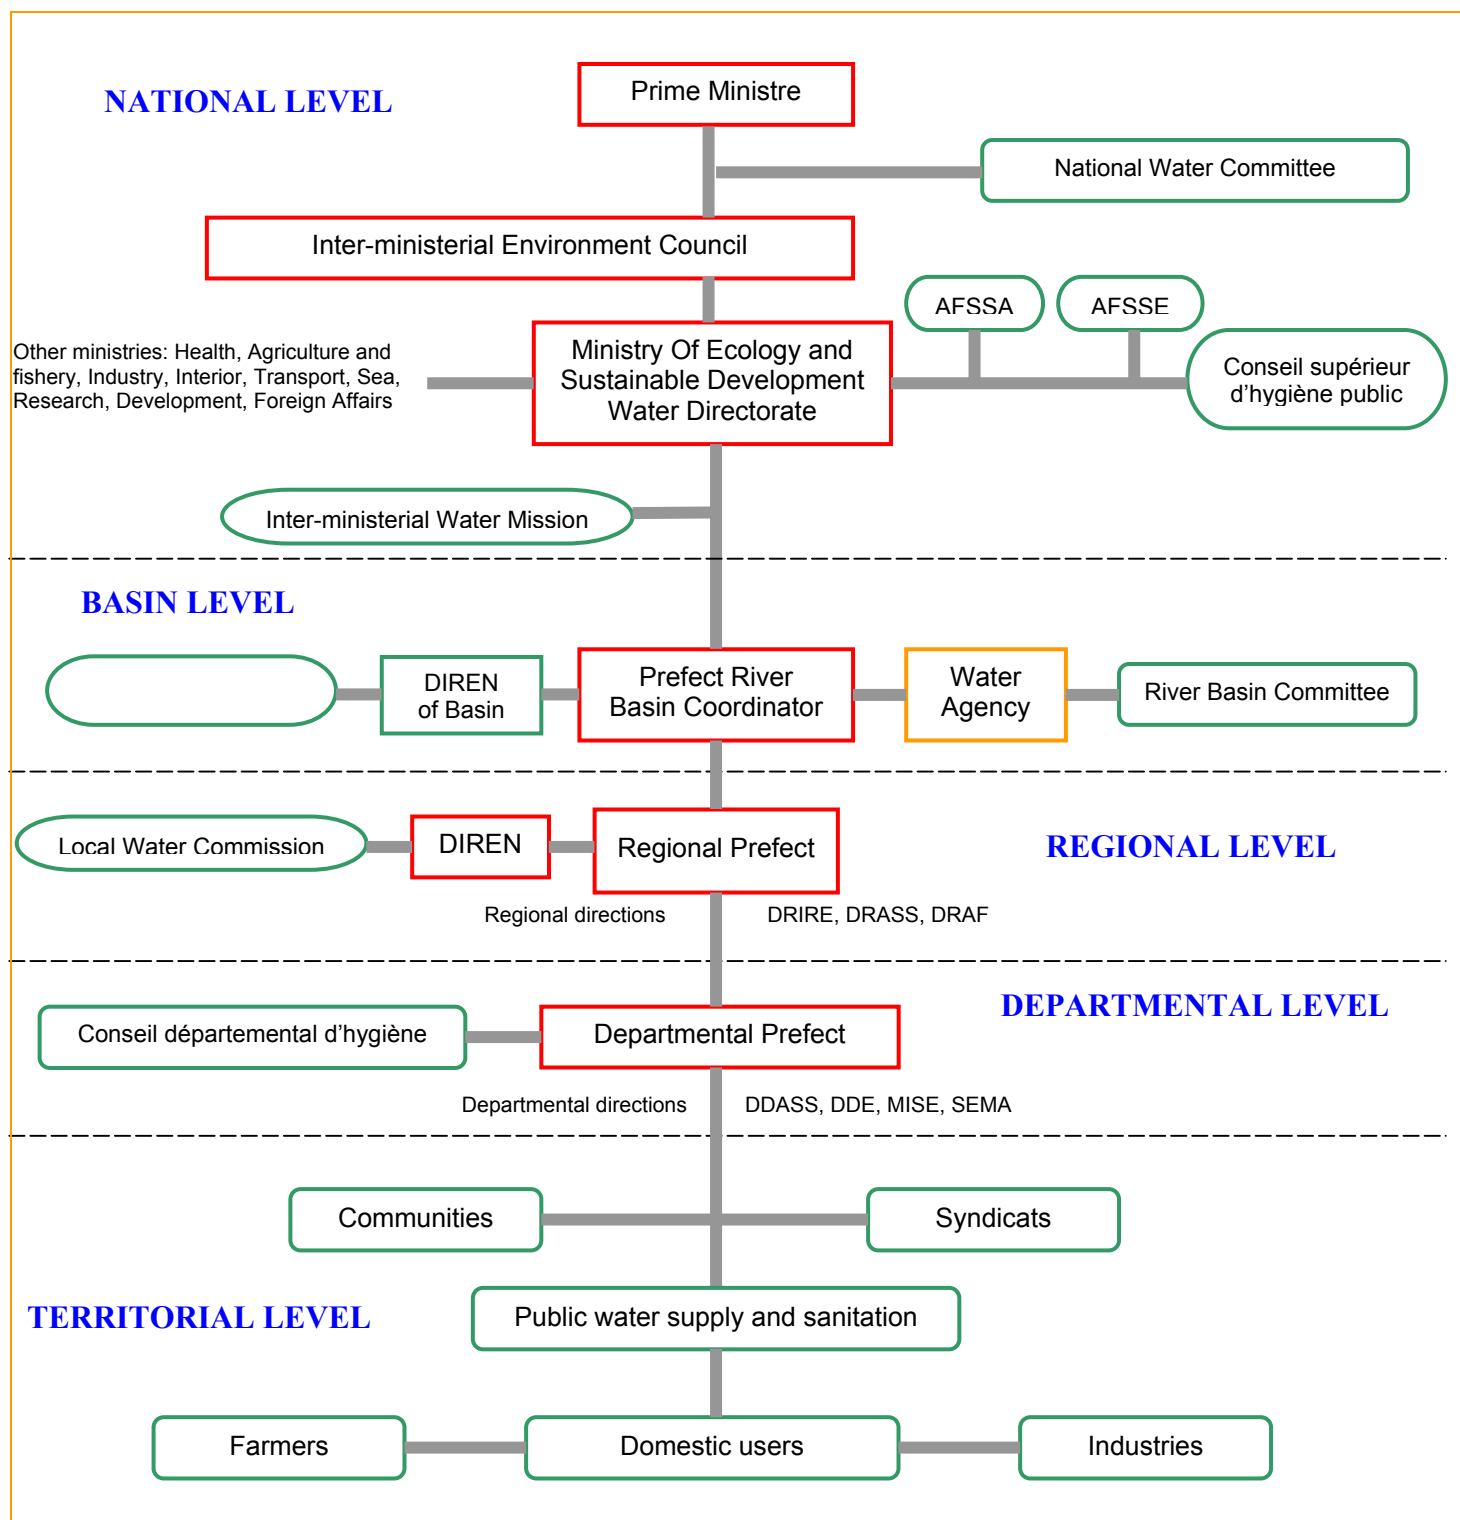 NATIONAL LEVEL
Prime Ministre
National Water Committee
Inter-ministerial Environment Council
AFSSA
AFSSE
Other ministries: Health, Agriculture and
fishery, Industry, Interior, Transport, Sea,
Research, Development, Foreign Affairs
Ministry Of Ecology and
Sustainable Development
Water Directorate
Conseil supérieur
d’hygiène public
Inter-ministerial Water Mission
BASIN LEVEL
DIREN
of Basin
Prefect River
Basin Coordinator
Water
Agency
River Basin Committee
Local Water Commission
DIREN
Regional Prefect
REGIONAL LEVEL
Regional directions
DRIRE, DRASS, DRAF
DEPARTMENTAL LEVEL
Conseil départemental d’hygiène
Departmental Prefect
Departmental directions
DDASS, DDE, MISE, SEMA
Communities
Syndicats
TERRITORIAL LEVEL
Public water supply and sanitation
Farmers
Domestic users
Industries